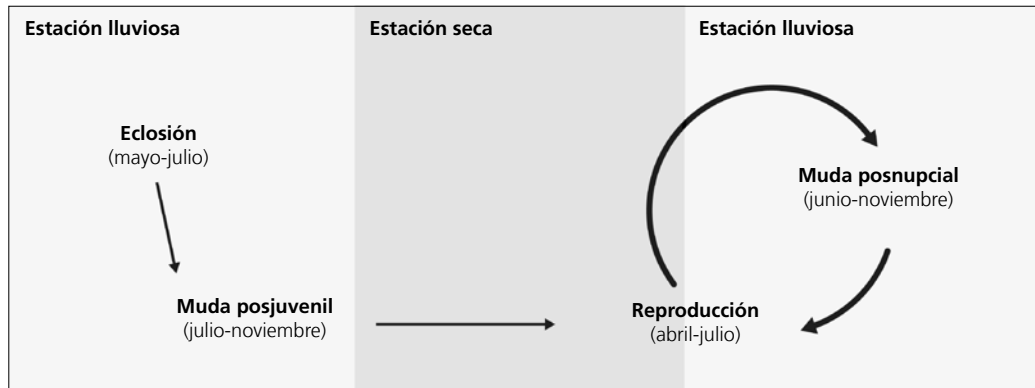 Estación lluviosa
Estación seca
Estación lluviosa
Eclosión
(mayo-julio)
Muda posnupcial
(junio-noviembre)
Muda posjuvenil
(julio-noviembre)
Reproducción
(abril-julio)